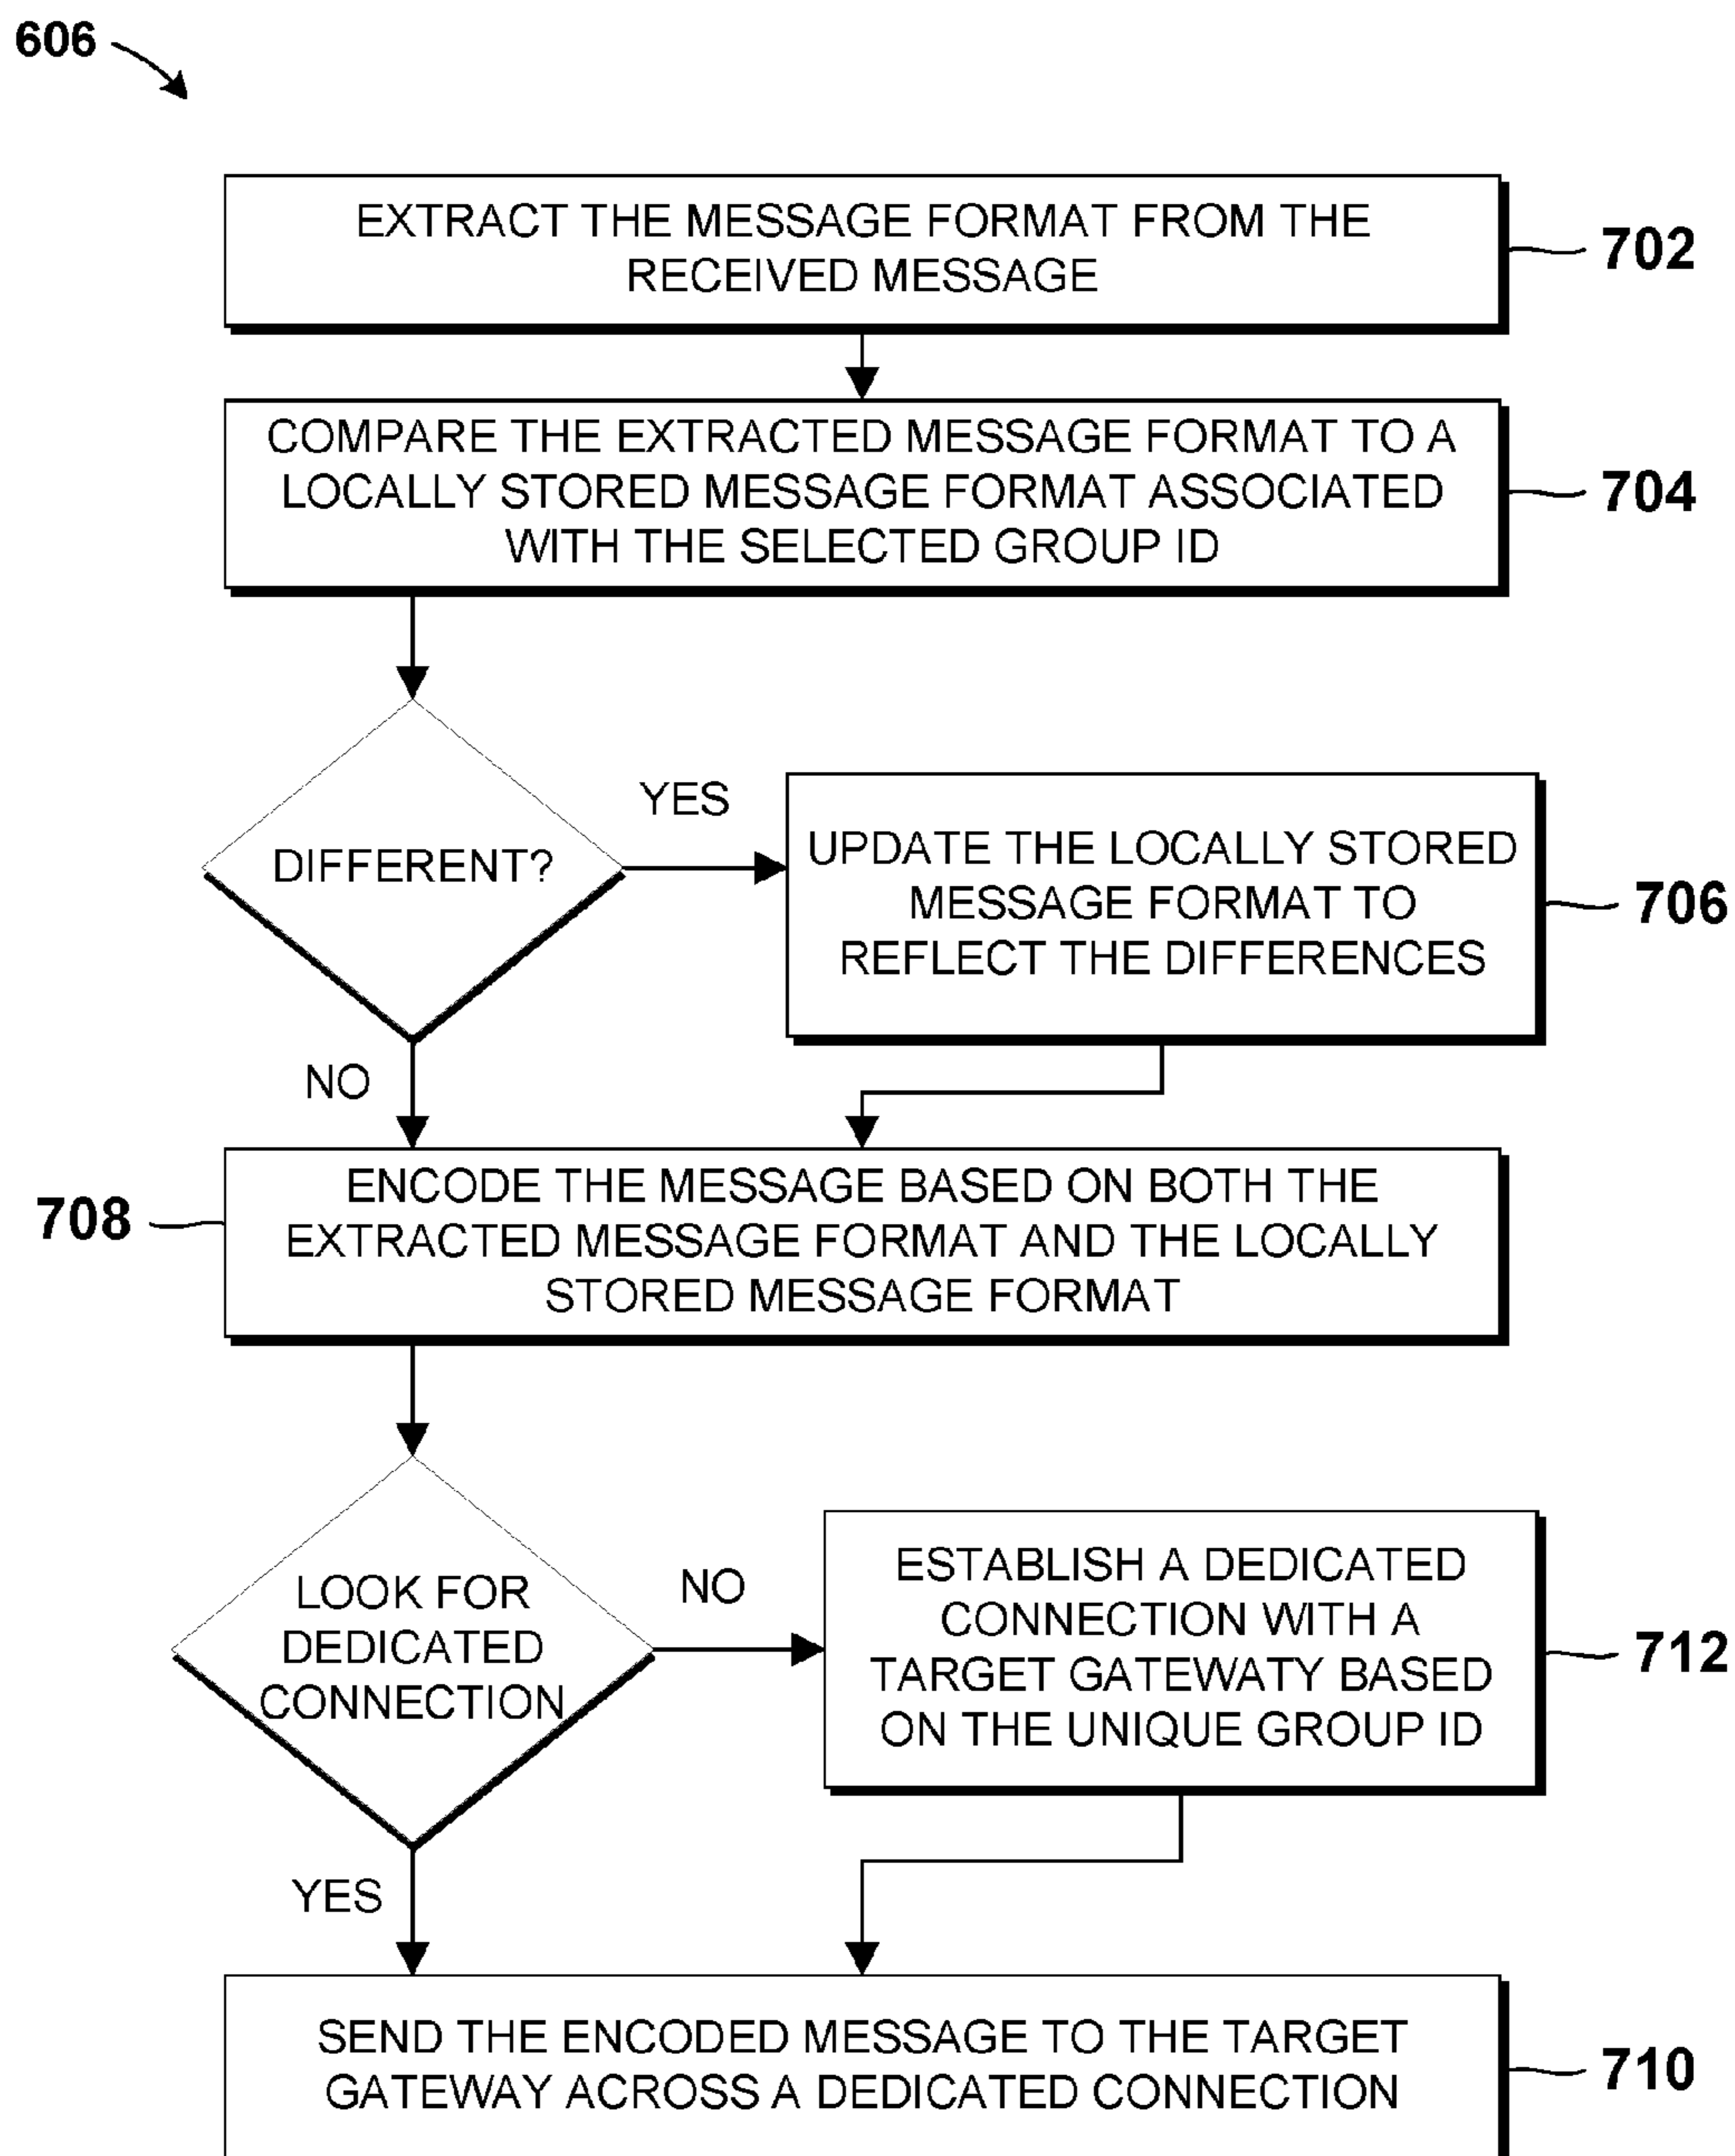 606
EXTRACT THE MESSAGE FORMAT FROM THE
RECEIVED MESSAGE
702
COMPARE THE EXTRACTED MESSAGE FORMAT TO A
LOCALLY STORED MESSAGE FORMAT ASSOCIATED
WITH THE SELECTED GROUP ID
704
DIFFERENT?
YES
UPDATE THE LOCALLY STORED
MESSAGE FORMAT TO
REFLECT THE DIFFERENCES
706
NO
708
ENCODE THE MESSAGE BASED ON BOTH THE
EXTRACTED MESSAGE FORMAT AND THE LOCALLY
STORED MESSAGE FORMAT
LOOK FOR
DEDICATED
CONNECTION
NO
ESTABLISH A DEDICATED
CONNECTION WITH A
TARGET GATEWATY BASED
ON THE UNIQUE GROUP ID
712
YES
SEND THE ENCODED MESSAGE TO THE TARGET
GATEWAY ACROSS A DEDICATED CONNECTION
710